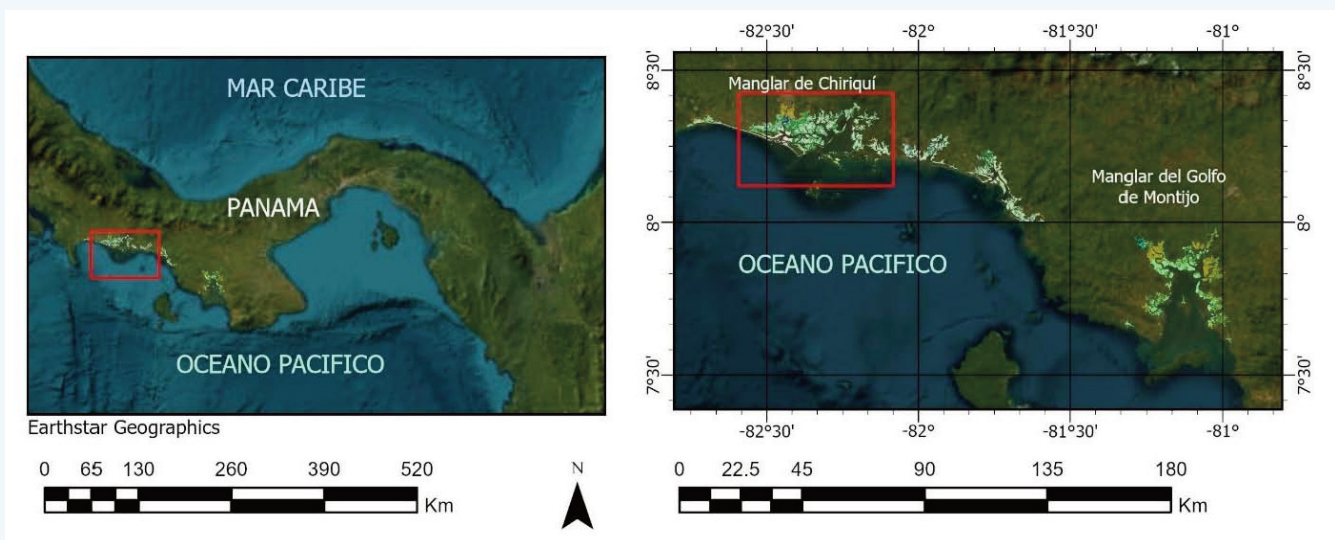 MAR CARIBE
PANAMA
OCEANO PACIFICO
Earthstar Geographics
0 65 130 260 390 520
Km
N
-82°30' -82° -81°30' -81°
8°30'
8°
7°30'
Manglar de Chiriquí
Manglar del Golfo
de Montijo
OCEANO PACIFICO
8°30'
8°
7°30'
-82°30' -82° -81°30' -81°
0 22.5 45 90 135 180
Km